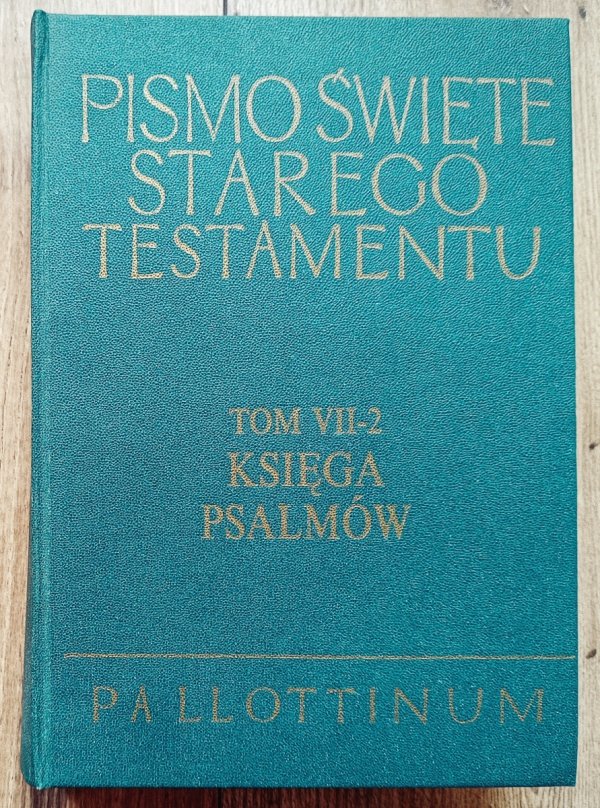 PISMO ŚWIĘTE
STAREGO
TESTAMENTU
TOM VII-2
KSIĘGA
PSALMÓW
PALLOTTINUM